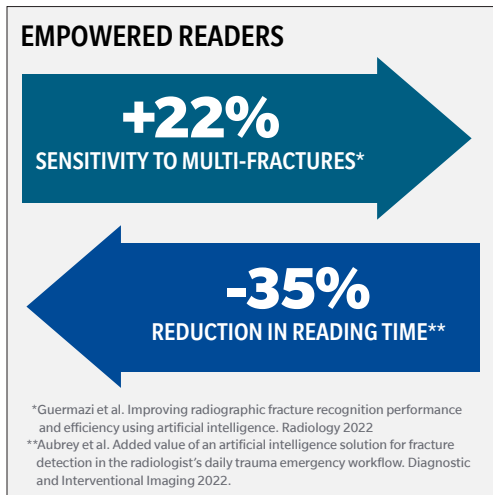 EMPOWERED READERS
+22%
SENSITIVITY TO MULTI-FRACTURES*
-35%
REDUCTION IN READING TIME**
*Guermazi et al. Improving radiographic fracture recognition performance
and efficiency using artificial intelligence. Radiology 2022
**Aubrey et al. Added value of an artificial intelligence solution for fracture
detection in the radiologist's daily trauma emergency workflow. Diagnostic
and Interventional Imaging 2022.